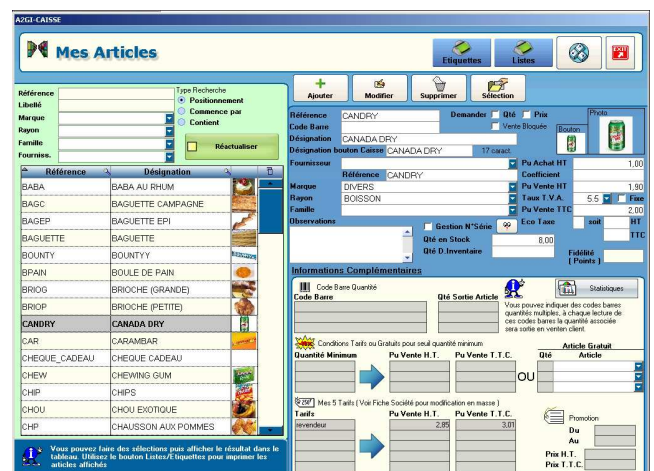 A2GI-CAISSE
Mes Articles
Etiquettes
Listes
EXIT
Référence
Libellé
Marque
Rayon
Famille
Fourniss.
Type Recherche
Positionnement
Commence par
Contient
Réactualiser
Référence Désignation
BABA BABA AU RHUM
BAGC BAGUETTE CAMPAGNE
BAGEP BAGUETTE EPI
BAGUETTE BAGUETTE
BOUNTY BOUNTYY
BPAIN BOULE DE PAIN
BRIOG BRIOCHE (GRANDE)
BRIOP BRIOCHE (PETITE)
CANDRY CANADA DRY
CAR CARAMBAR
CHEQUE_CADEAU CHEQUE CADEAU
CHEW CHEWING GUM
CHIP CHIPS
CHOU CHOU EXOTIQUE
CHP CHAUSSON AUX POMMES
Vous pouvez faire des sélections puis afficher le résultat dans le
tableau. Utilisez le bouton Listes/Etiquettes pour imprimer les
articles affichés
Ajouter
Modifier
Supprimer
Sélection
Référence CANDRY Demander Qté Prix
Code Barre Vente Bloquée Bouton
Photo
Désignation CANADA DRY
Désignation bouton Caisse CANADA DRY 17 caract.
Fournisseur Pu Achat HT 1,00
Référence CANDRY Coefficient
Marque DIVERS Pu Vente HT 1,90
Rayon BOISSON Taux T.V.A. 5.5 Fixe
Famille Pu Vente TTC 2,00
Observations Gestion N°Série Eco Taxe soit HT
TTC
Qté en Stock 8,00
Qté D.Inventaire Fidélité
( Points )
Informations Complémentaires
Code Barre Quantité
Code Barre Qté Sortie Article
Statistiques
Vous pouvez indiquer des codes barres
quantités multiples, à chaque lecture de
ces codes barres la quantité associée
sera sortie en venten client.
Conditions Tarifs ou Gratuits pour seuil quantité minimum
Article Gratuit
Quantité Minimum Pu Vente H.T. Pu Vente T.T.C. Qté Article
OU
Mes 5 Tarifs ( Voir Fiche Société pour modification en masse )
Tarifs Pu Vente H.T. Pu Vente T.T.C.
revendeur 2,85 3,01
Promotion
Du
Au
Prix H.T.
Prix T.T.C.